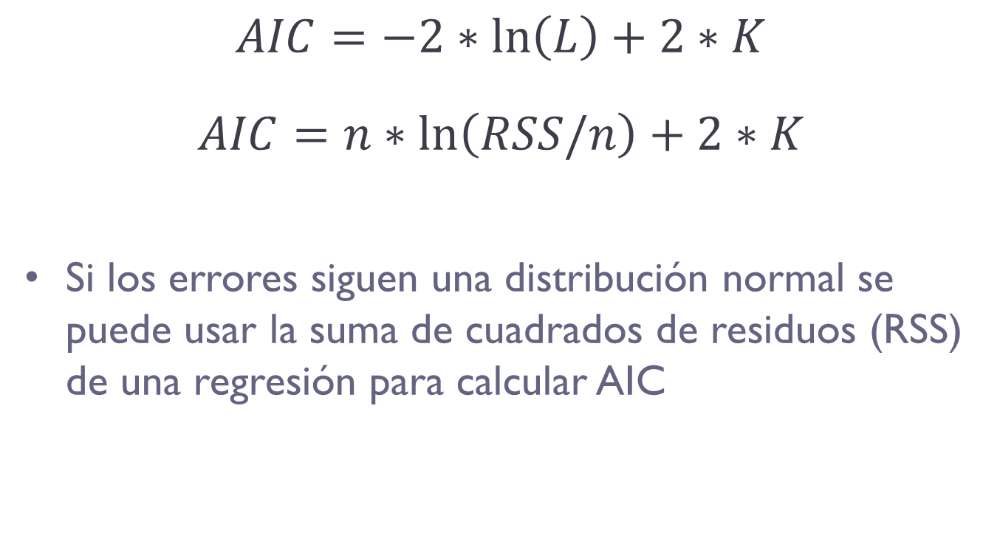 AIC = −2 ∗ ln(L) + 2 ∗ K
AIC = n ∗ ln(RSS/n) + 2 ∗ K
• Si los errores siguen una distribución normal se
puede usar la suma de cuadrados de residuos (RSS)
de una regresión para calcular AIC